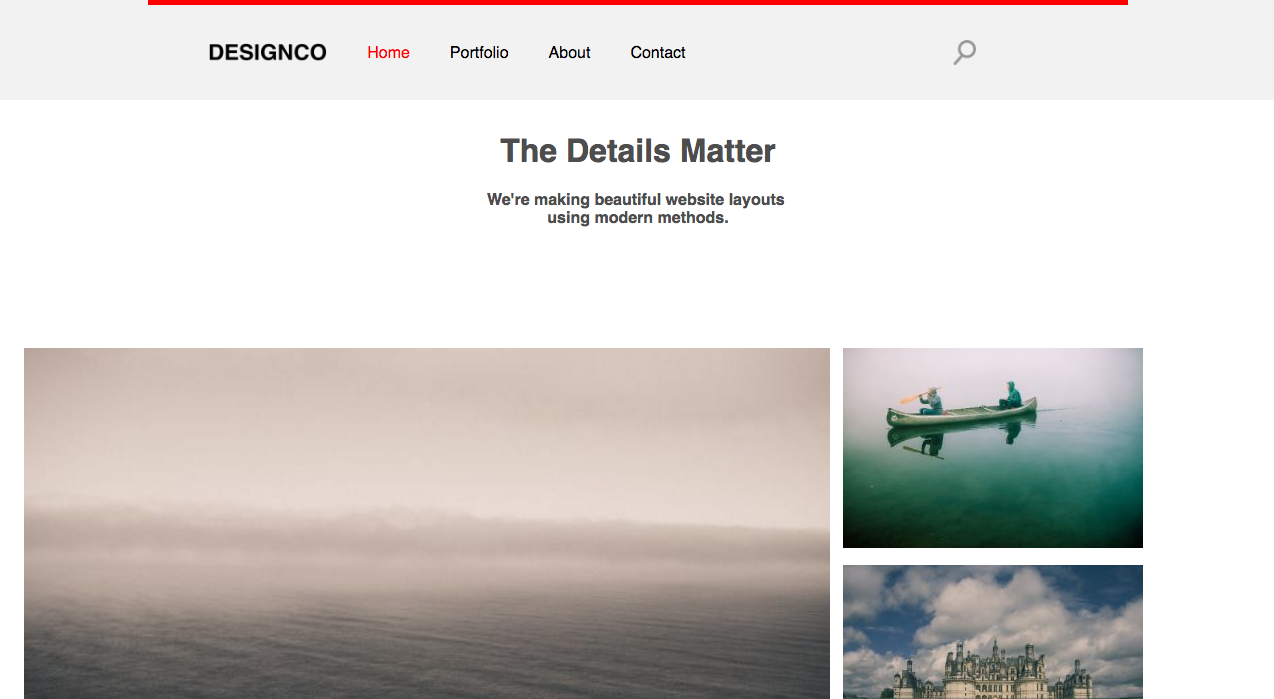 DESIGNCO Home Portfolio About Contact
The Details Matter
We're making beautiful website layouts
using modern methods.